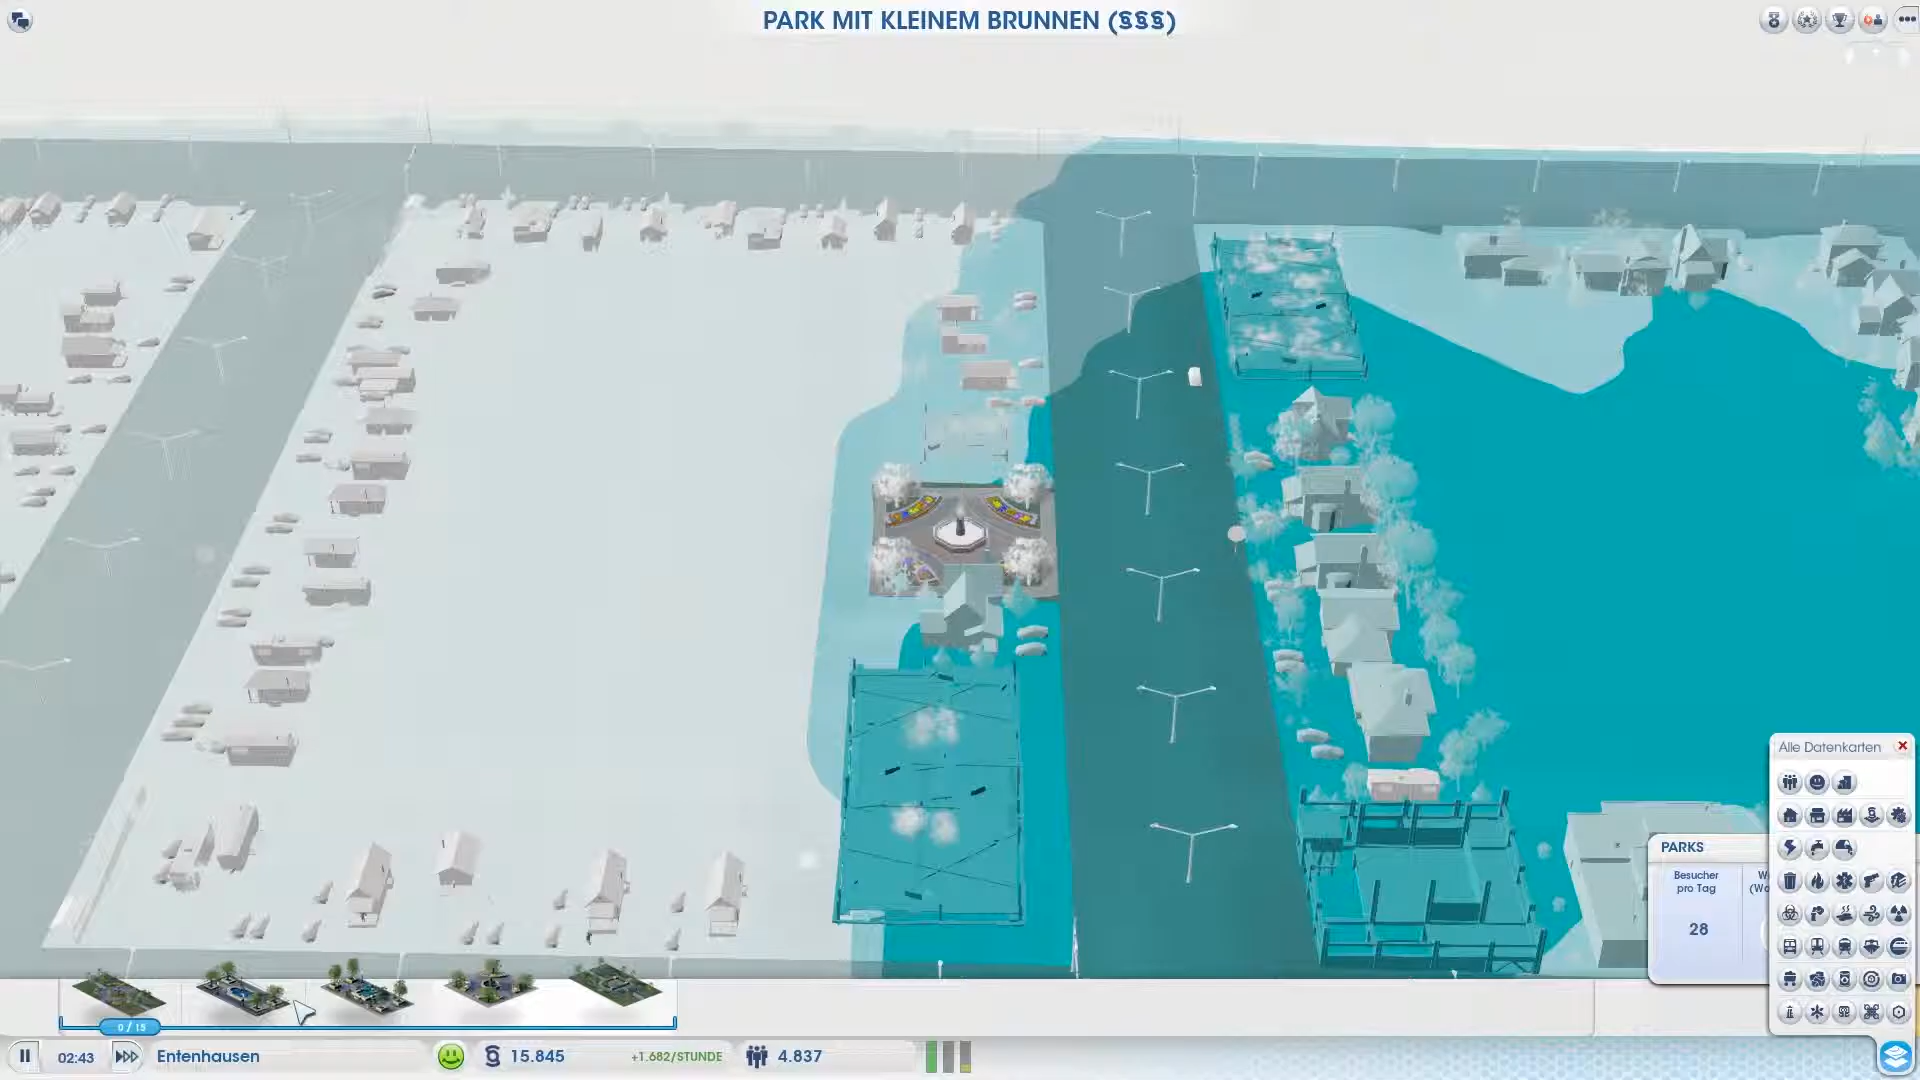 PARK MIT KLEINEM BRUNNEN (§§§)
Alle Datenkarten
PARKS
Besucher
pro Tag
28
0 / 15
02:43
Entenhausen
15.845
+1.682/STUNDE
4.837